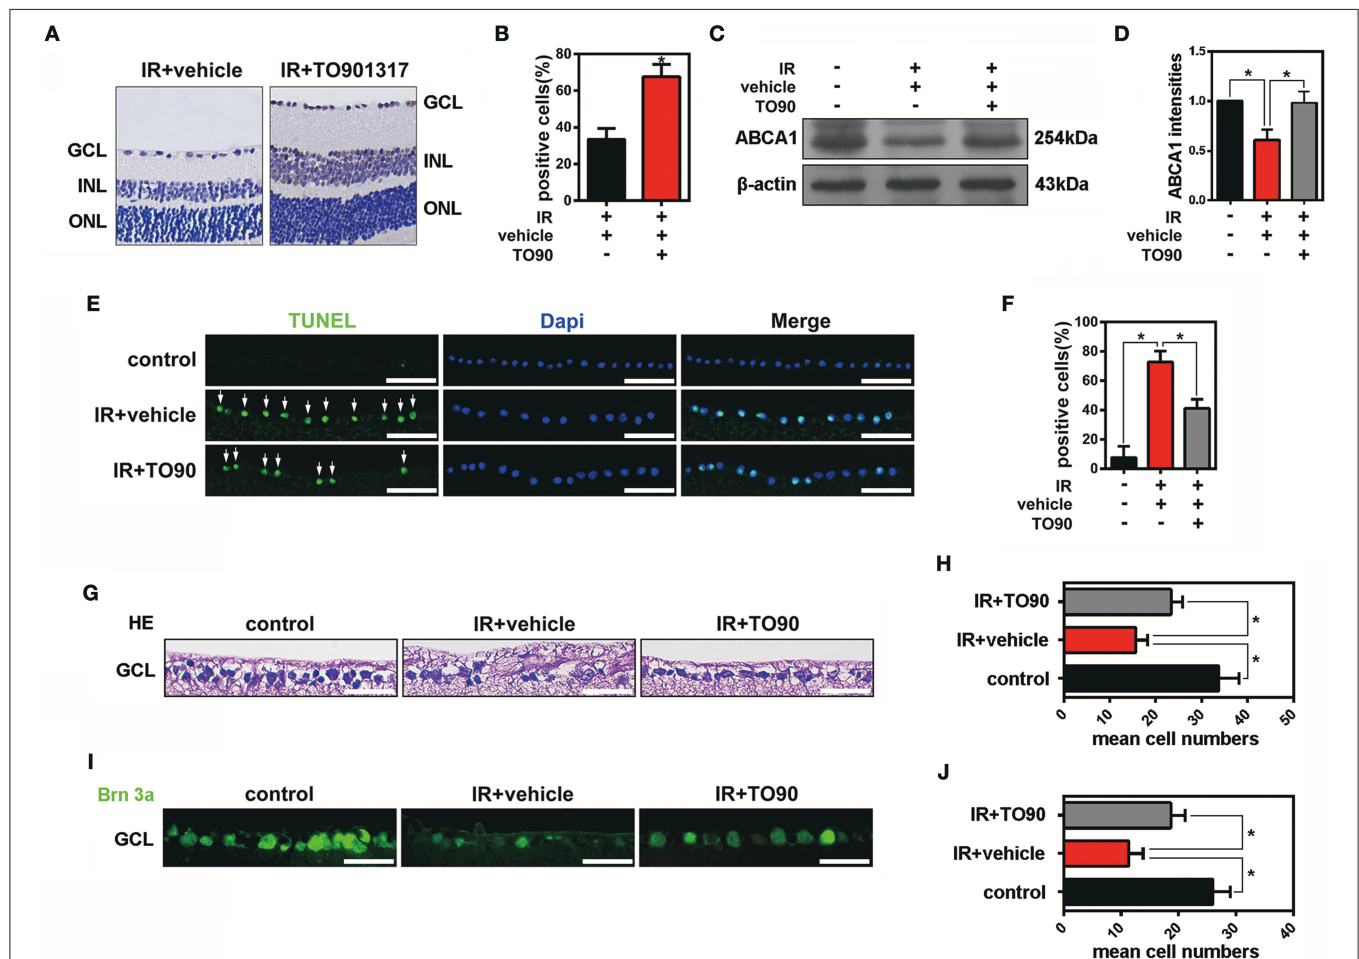 A
IR+vehicle
IR+TO901317
GCL
INL
ONL
GCL
INL
ONL
B
positive cells(%)
80
60
40
20
0
*
IR + +
vehicle + +
TO90 - +
C
IR - + +
vehicle - + +
TO90 - - +
ABCA1 254kDa
β-actin 43kDa
D
ABCA1 intensities
1.5
1.0
0.5
0.0
* *
IR - + +
vehicle - + +
TO90 - - +
E
TUNEL Dapi Merge
control
IR+vehicle
IR+TO90
F
positive cells(%)
100
80
60
40
20
0
* *
IR - + +
vehicle - + +
TO90 - - +
G
HE control IR+vehicle IR+TO90
GCL
H
IR+TO90
IR+vehicle
control
*
*
0 10 20 30 40 50
mean cell numbers
I
Brn 3a control IR+vehicle IR+TO90
GCL
J
IR+TO90
IR+vehicle
control
*
*
0 10 20 30 40
mean cell numbers